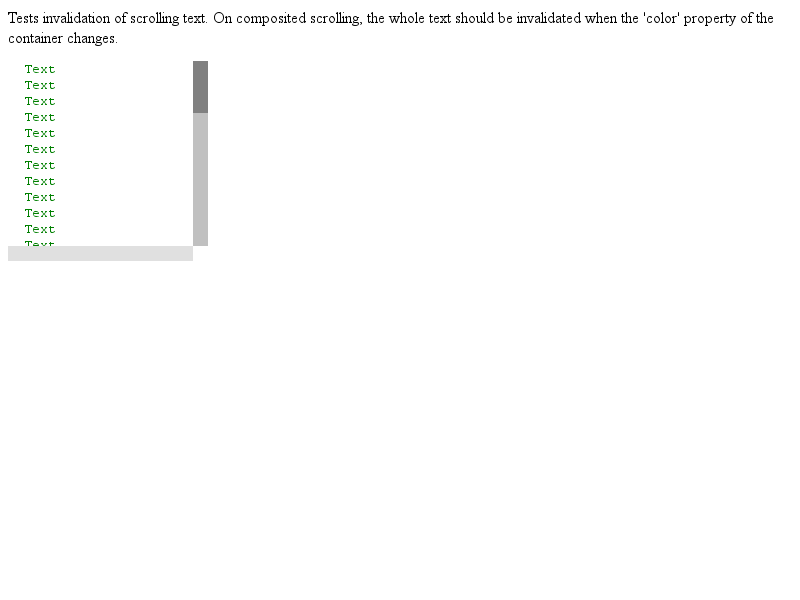 Tests invalidation of scrolling text. On composited scrolling, the whole text should be invalidated when the 'color' property of the
container changes.
Text
Text
Text
Text
Text
Text
Text
Text
Text
Text
Text
Text